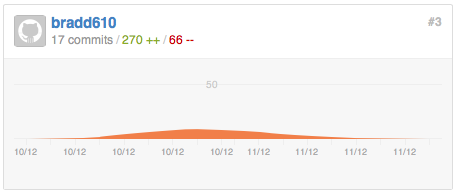 bradd610 #3
17 commits / 270 ++ / 66 --
50
10/12 10/12 10/12 10/12 10/12 11/12 11/12 11/12 11/12